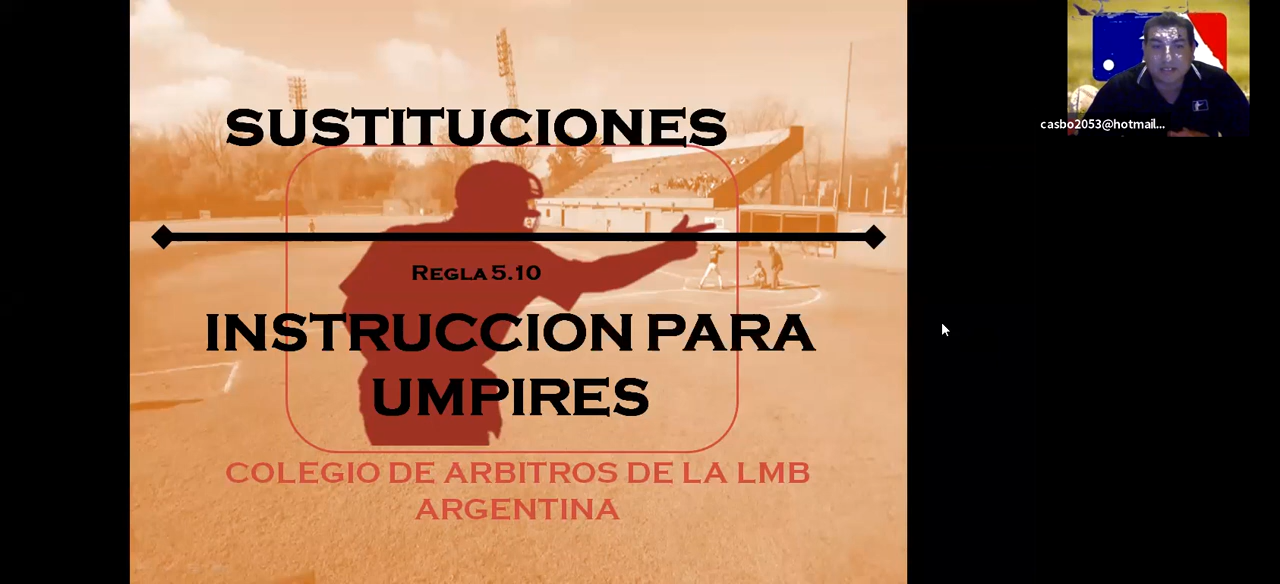 SUSTITUCIONES
REGLA 5.10
INSTRUCCION PARA
UMPIRES
COLEGIO DE ARBITROS DE LA LMB
ARGENTINA
casbo2053@hotmail...